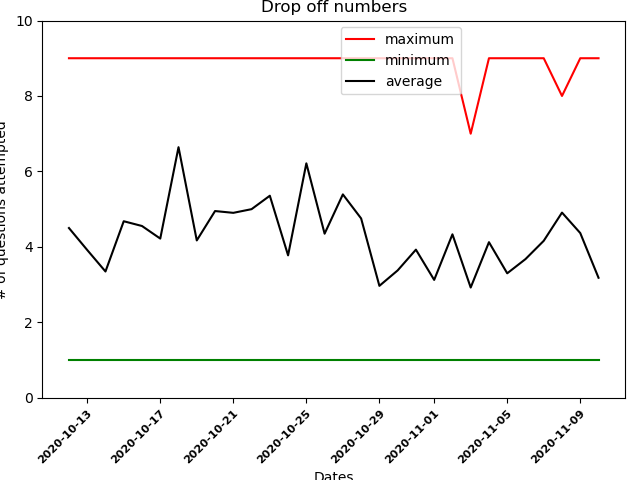 Drop off numbers
maximum
minimum
average
# of questions attempted
10
8
6
4
2
0
2020-10-13
2020-10-17
2020-10-21
2020-10-25
2020-10-29
2020-11-01
2020-11-05
2020-11-09
Dates